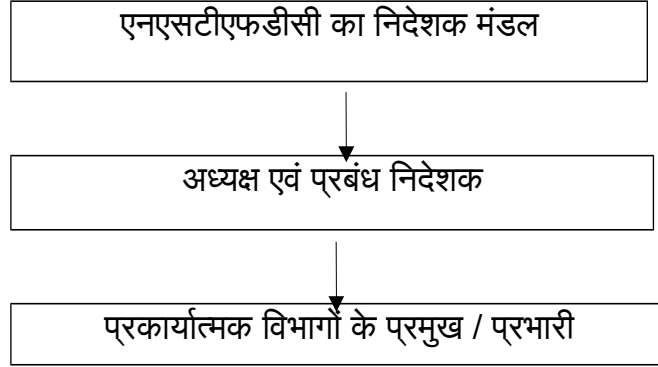 एनएसटीएफडीसी का निदेशक मंडल
अध्यक्ष एवं प्रबंध निदेशक
प्रकार्यात्मक विभागों के प्रमुख / प्रभारी